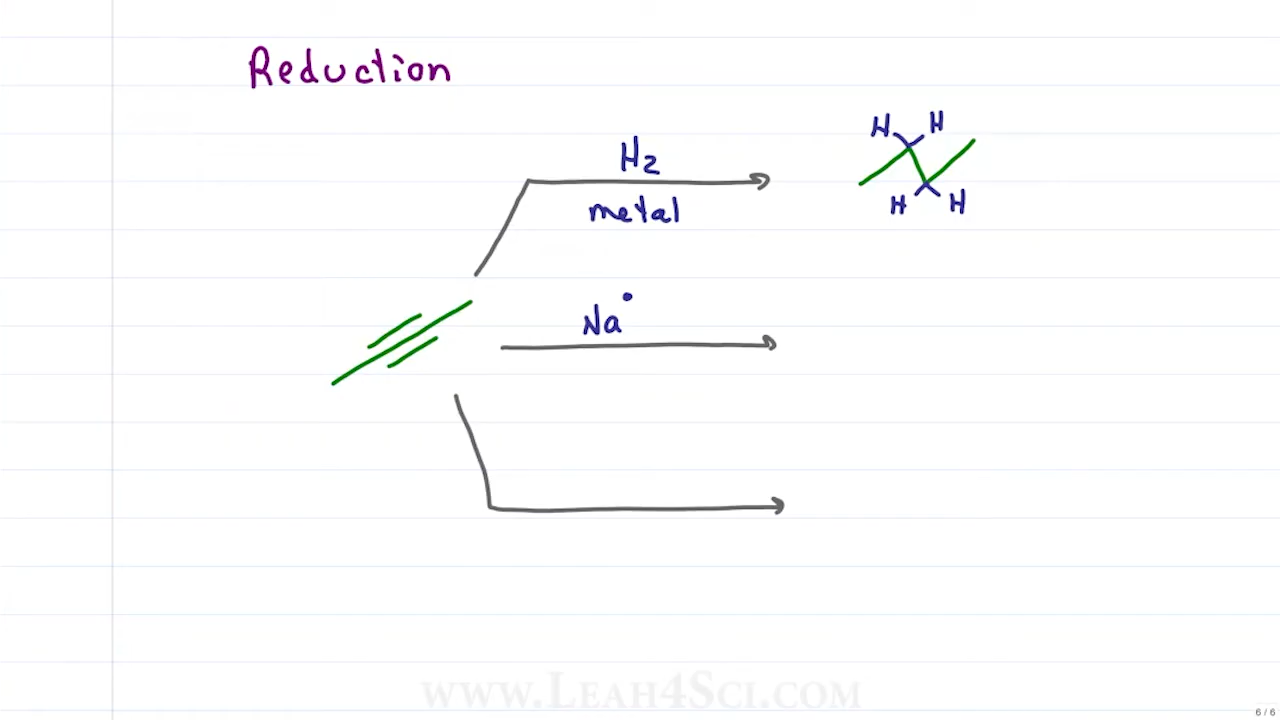 Reduction
H H
H2
metal
H H
Na•
www.Leah4Sci.com
6 / 6